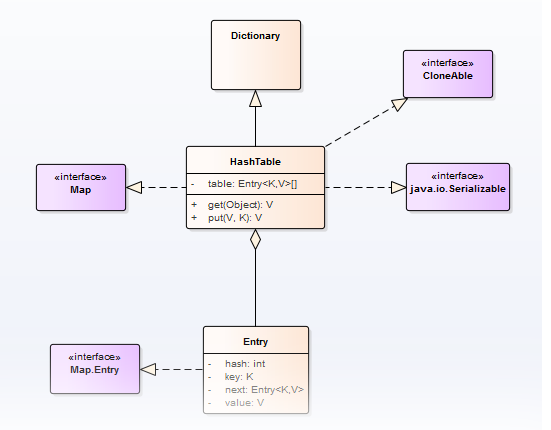 Dictionary
«interface»
CloneAble
HashTable
- table: Entry<K,V>[]
+ get(Object): V
+ put(V, K): V
«interface»
Map
«interface»
java.io.Serializable
Entry
- hash: int
- key: K
- next: Entry<K,V>
- value: V
«interface»
Map.Entry